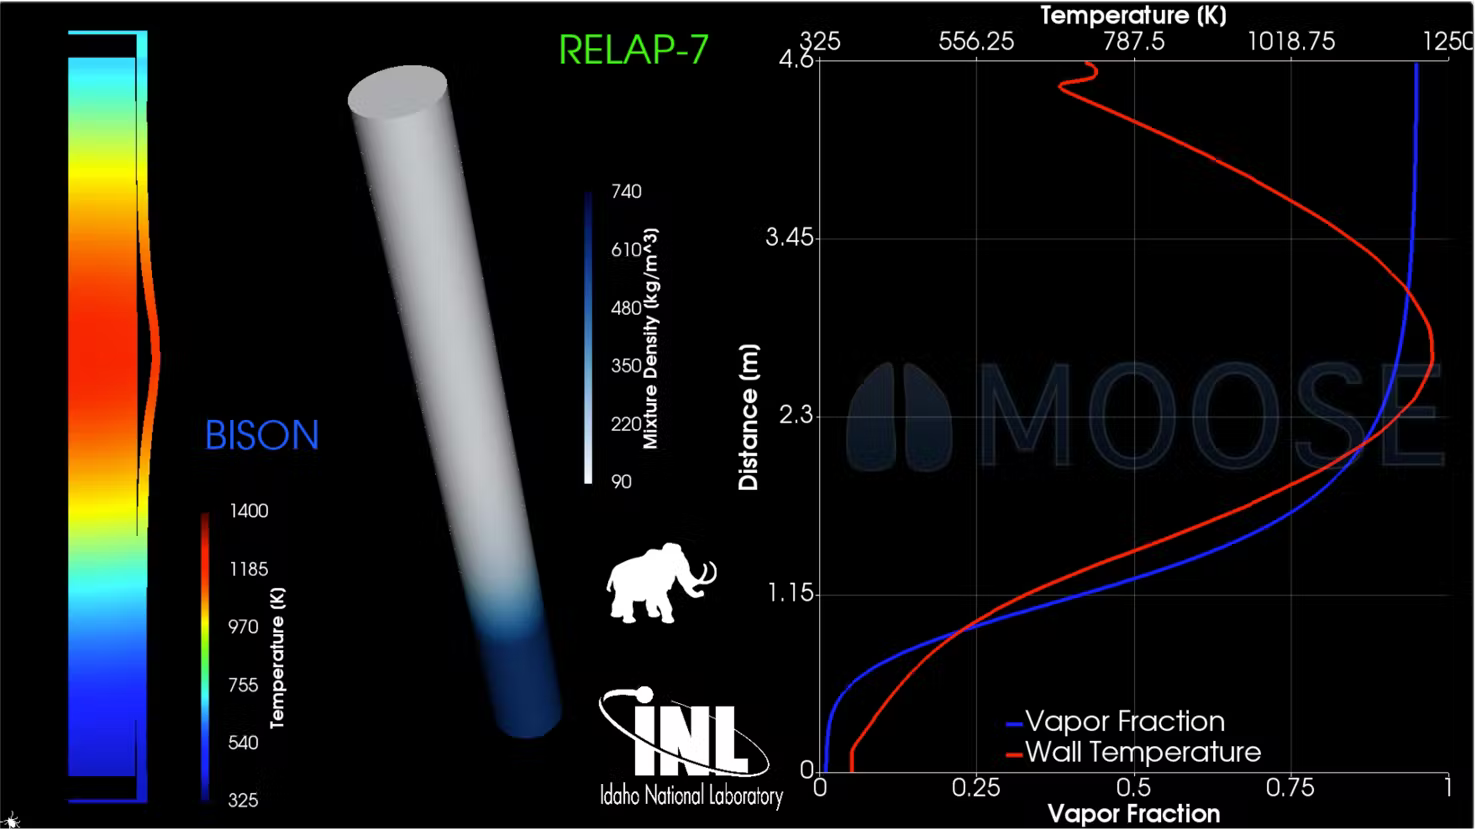 RELAP-7
740
610
480
350
220
90
Mixture Density (kg/m^3)
BISON
1400
1185
970
755
540
325
Temperature (K)
INL
Idaho National Laboratory
Temperature (K)
325 556.25 787.5 1018.75 1250
4.6
3.45
2.3
1.15
0
Distance (m)
MOOSE
Vapor Fraction
Wall Temperature
0 0.25 0.5 0.75 1
Vapor Fraction